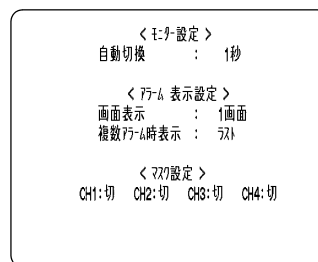 < ﾓﾆﾀｰ設定 >
自動切換 : 1秒
< ｱﾗｰﾑ 表示設定 >
画面表示 : 1画面
複数ｱﾗｰﾑ時表示 : ﾗｽﾄ
< ﾏｽｸ設定 >
CH1:切 CH2:切 CH3:切 CH4:切